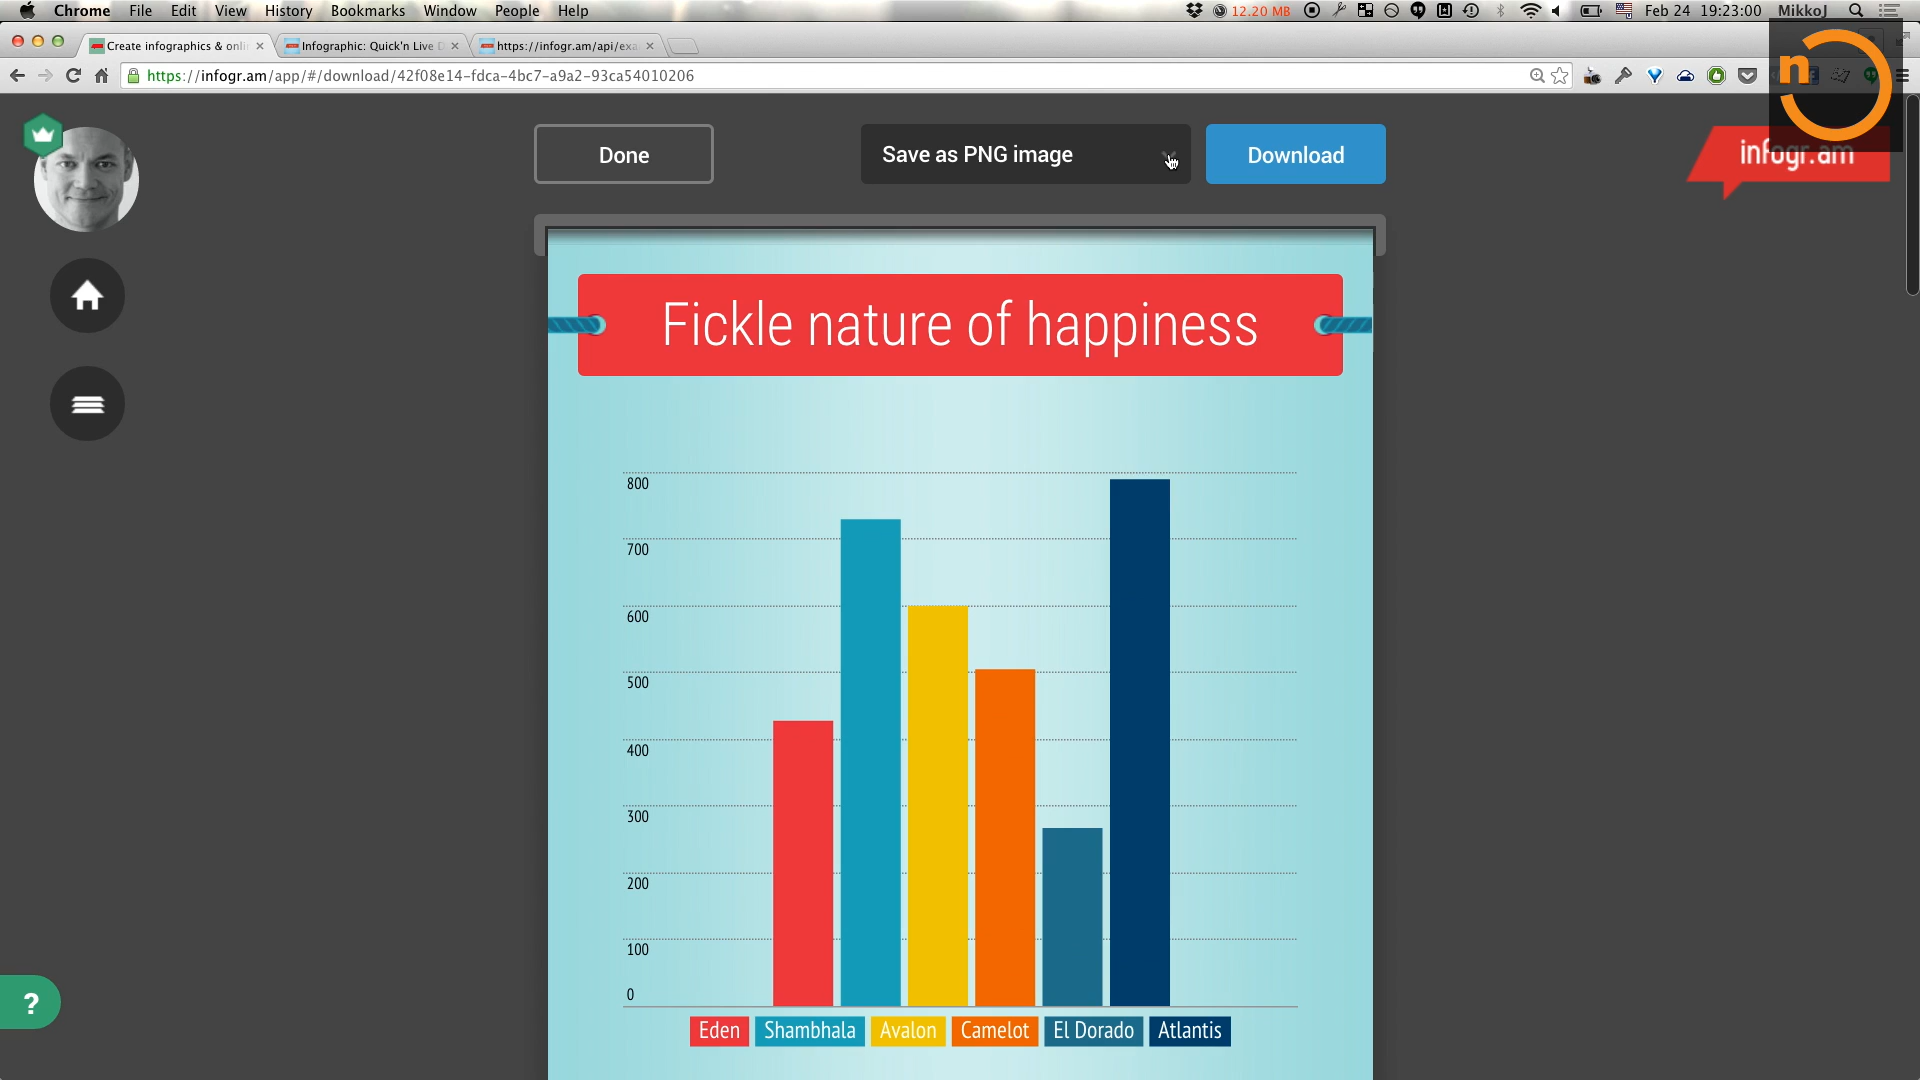 Chrome File Edit View History Bookmarks Window People Help 12.20 MB Feb 24 19:23:00 MikkoJ
Create infographics & onli Infographic: Quick'n Live D https://infogr.am/api/exa
https://infogr.am/app/#/download/42f08e14-fdca-4bc7-a9a2-93ca54010206
n
Done Save as PNG image Download infogr.am
Fickle nature of happiness
800
700
600
500
400
300
200
100
0
?
Eden Shambhala Avalon Camelot El Dorado Atlantis